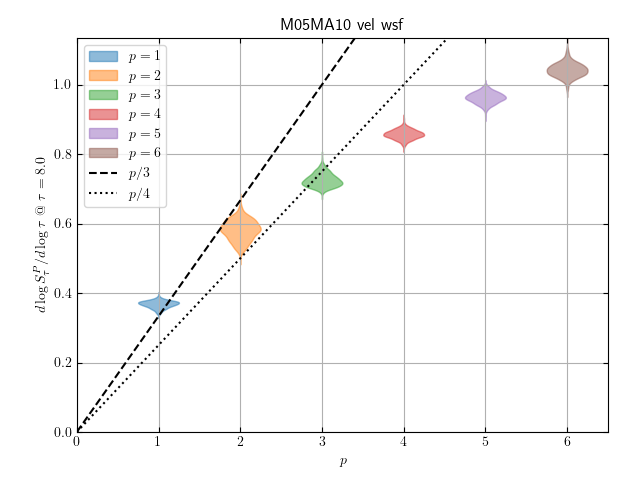 M05MA10 vel wsf
d log S_τ^P / d log τ @ τ = 8.0
1.0
0.8
0.6
0.4
0.2
0.0
p = 1
p = 2
p = 3
p = 4
p = 5
p = 6
p/3
p/4
0 1 2 3 4 5 6
p